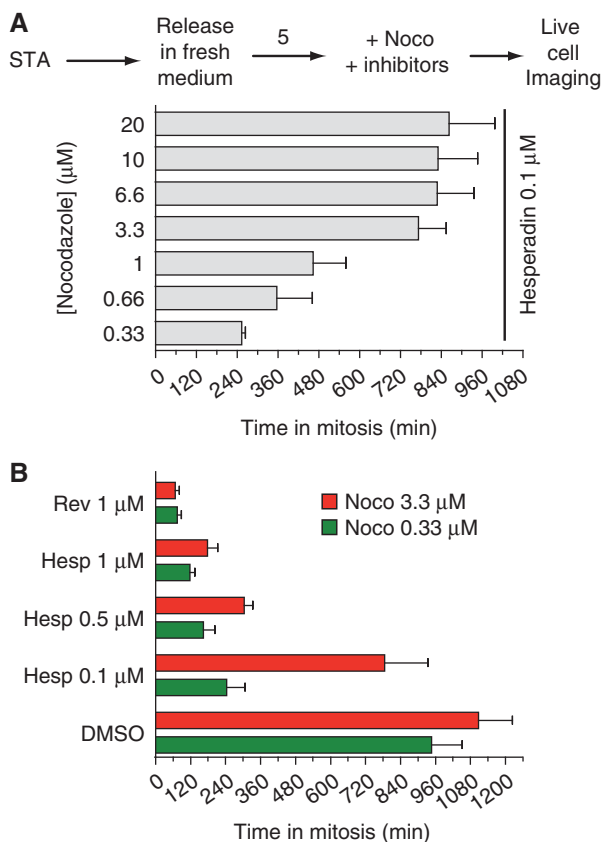 A
STA
Release
in fresh
medium
5
+ Noco
+ inhibitors
Live
cell
Imaging
[Nocodazole] (μM)
20
10
6.6
3.3
1
0.66
0.33
Hesperadin 0.1 μM
0 120 240 360 480 600 720 840 960 1080
Time in mitosis (min)
B
Noco 3.3 μM
Noco 0.33 μM
Rev 1 μM
Hesp 1 μM
Hesp 0.5 μM
Hesp 0.1 μM
DMSO
0 120 240 360 480 600 720 840 960 1080 1200
Time in mitosis (min)